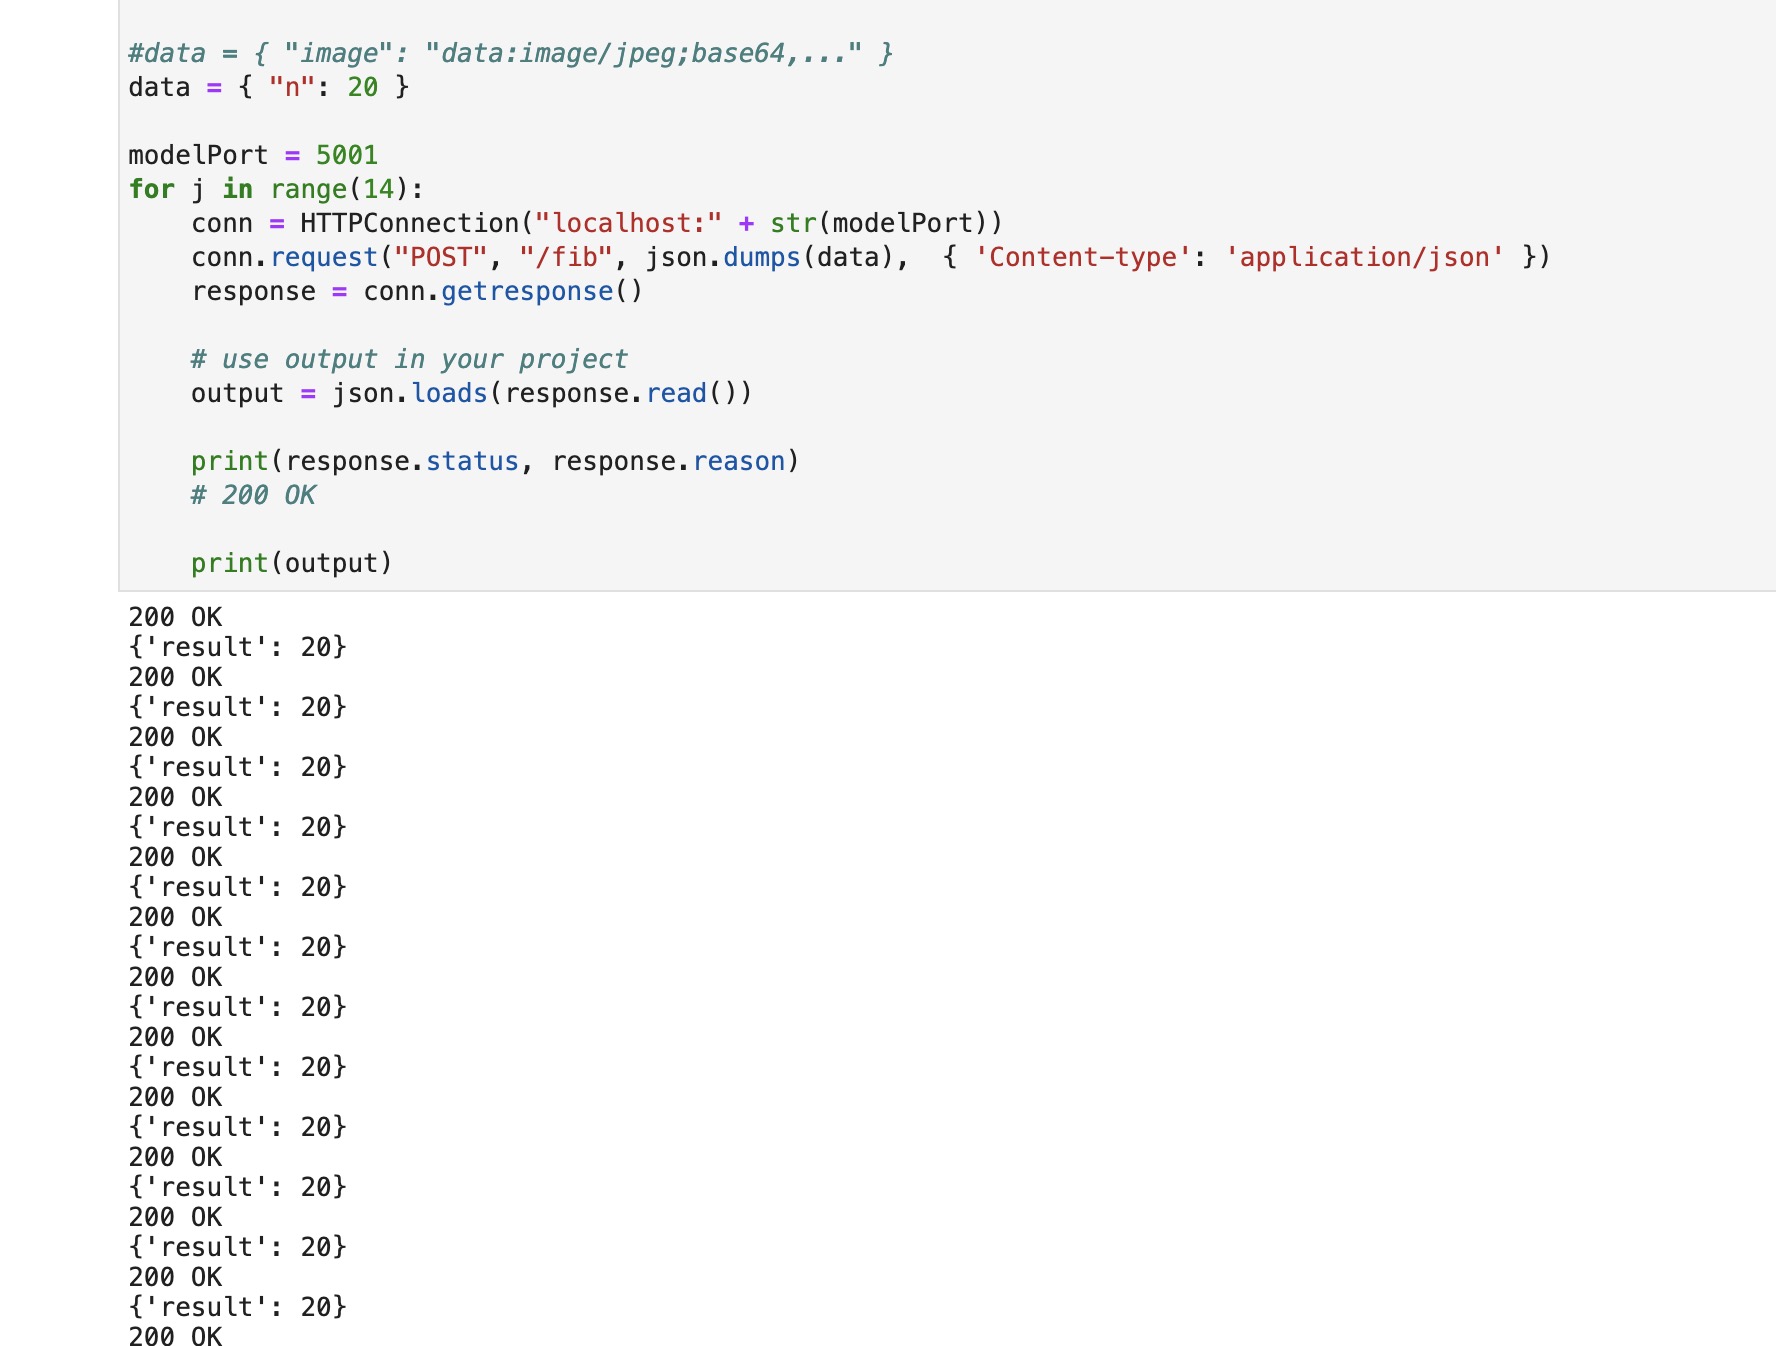 #data = { "image": "data:image/jpeg;base64,..." }
data = { "n": 20 }
modelPort = 5001
for j in range(14):
    conn = HTTPConnection("localhost:" + str(modelPort))
    conn.request("POST", "/fib", json.dumps(data),  { 'Content-type': 'application/json' })
    response = conn.getresponse()
    # use output in your project
    output = json.loads(response.read())
    print(response.status, response.reason)
    # 200 OK
    print(output)
200 OK
{'result': 20}
200 OK
{'result': 20}
200 OK
{'result': 20}
200 OK
{'result': 20}
200 OK
{'result': 20}
200 OK
{'result': 20}
200 OK
{'result': 20}
200 OK
{'result': 20}
200 OK
{'result': 20}
200 OK
{'result': 20}
200 OK
{'result': 20}
200 OK
{'result': 20}
200 OK